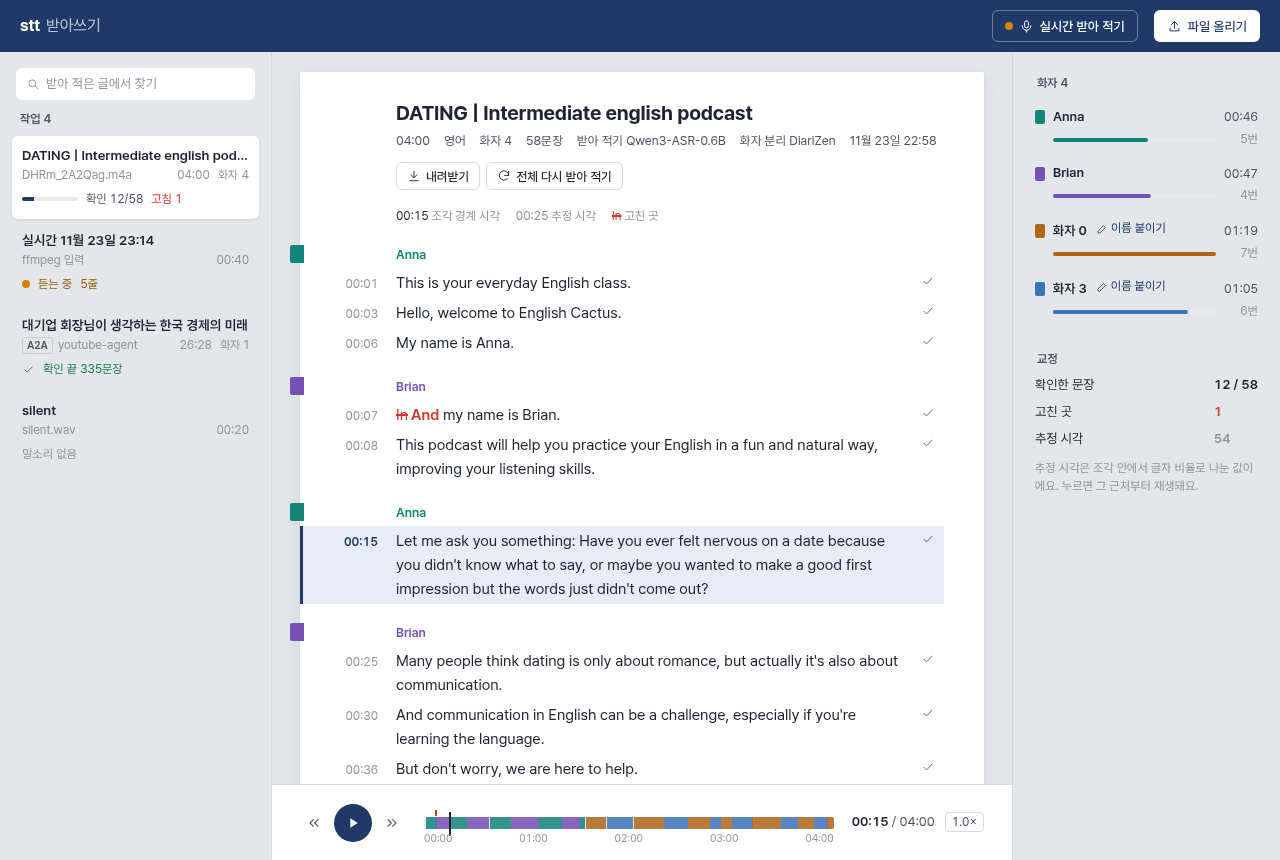 stt 받아쓰기
실시간 받아 적기
파일 올리기
받아 적은 글에서 찾기
작업 4
DATING | Intermediate english pod...
DHRm_2A2Qag.m4a 04:00 화자 4
확인 12/58 고침 1
실시간 11월 23일 23:14
ffmpeg 입력 00:40
듣는 중 5줄
대기업 회장님이 생각하는 한국 경제의 미래
A2A youtube-agent 26:28 화자 1
확인 끝 335문장
silent
silent.wav 00:20
말소리 없음
DATING | Intermediate english podcast
04:00 영어 화자 4 58문장 받아 적기 Qwen3-ASR-0.6B 화자 분리 DiariZen 11월 23일 22:58
내려받기 전체 다시 받아 적기
00:15 조각 경계 시각 00:25 추정 시각 In 고친 곳
Anna
00:01 This is your everyday English class.
00:03 Hello, welcome to English Cactus.
00:06 My name is Anna.
Brian
00:07 In And my name is Brian.
00:08 This podcast will help you practice your English in a fun and natural way,
improving your listening skills.
Anna
00:15 Let me ask you something: Have you ever felt nervous on a date because
you didn't know what to say, or maybe you wanted to make a good first
impression but the words just didn't come out?
Brian
00:25 Many people think dating is only about romance, but actually it's also about
communication.
00:30 And communication in English can be a challenge, especially if you're
learning the language.
00:36 But don't worry, we are here to help.
00:00 01:00 02:00 03:00 04:00
00:15 / 04:00 1.0×
화자 4
Anna 00:46
5번
Brian 00:47
4번
화자 0 이름 붙이기 01:19
7번
화자 3 이름 붙이기 01:05
6번
교정
확인한 문장 12 / 58
고친 곳 1
추정 시각 54
추정 시각은 조각 안에서 글자 비율로 나눈 값이
에요. 누르면 그 근처부터 재생돼요.